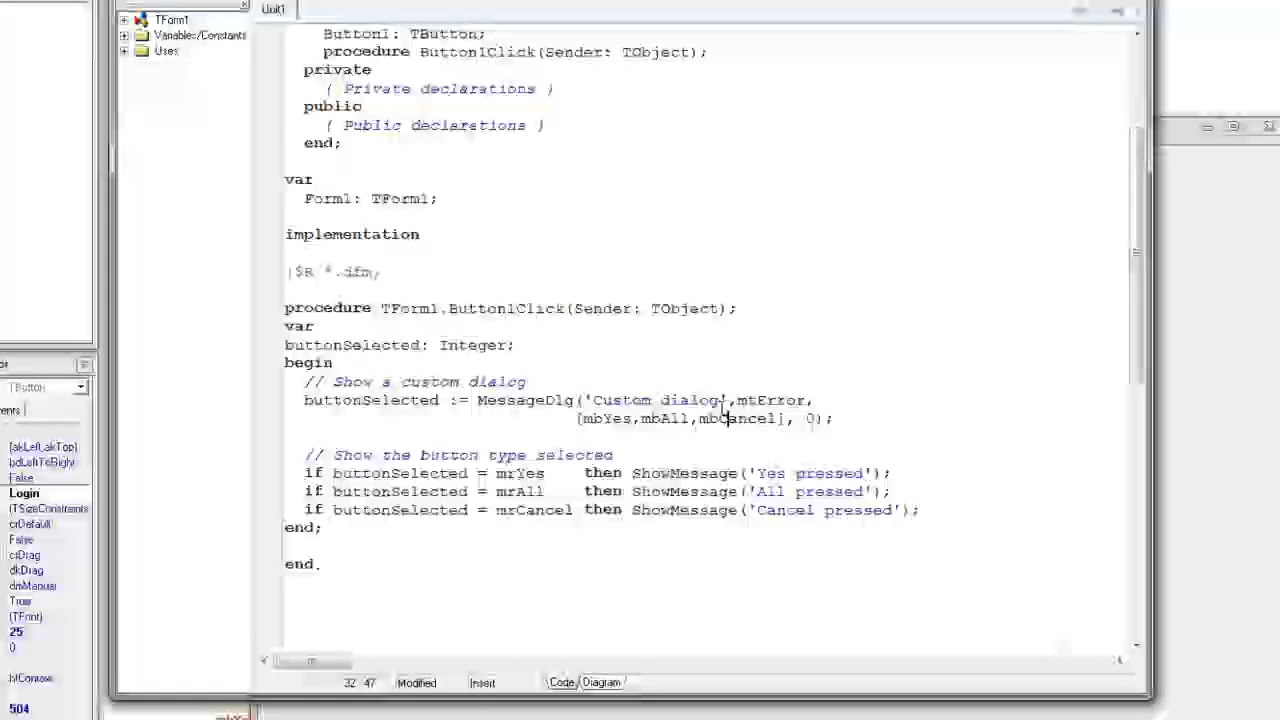 Unit1
TForm1
Variables/Constants
Uses
Button1: TButton;
procedure Button1Click(Sender: TObject);
private
{ Private declarations }
public
{ Public declarations }
end;
var
Form1: TForm1;
implementation
{$R *.dfm}
procedure TForm1.Button1Click(Sender: TObject);
var
buttonSelected: Integer;
begin
// Show a custom dialog
buttonSelected := MessageDlg('Custom dialog',mtError,
[mbYes,mbAll,mbCancel], 0);
// Show the button type selected
if buttonSelected = mrYes    then ShowMessage('Yes pressed');
if buttonSelected = mrAll    then ShowMessage('All pressed');
if buttonSelected = mrCancel then ShowMessage('Cancel pressed');
end;
end.
TButton
[akLeft,akTop]
bdLeftToRight
False
Login
(TSizeConstraints
crDefault
False
crDrag
dkDrag
dmManual
True
(TFont)
25
0
504
32: 47
Modified
Insert
Code
Diagram